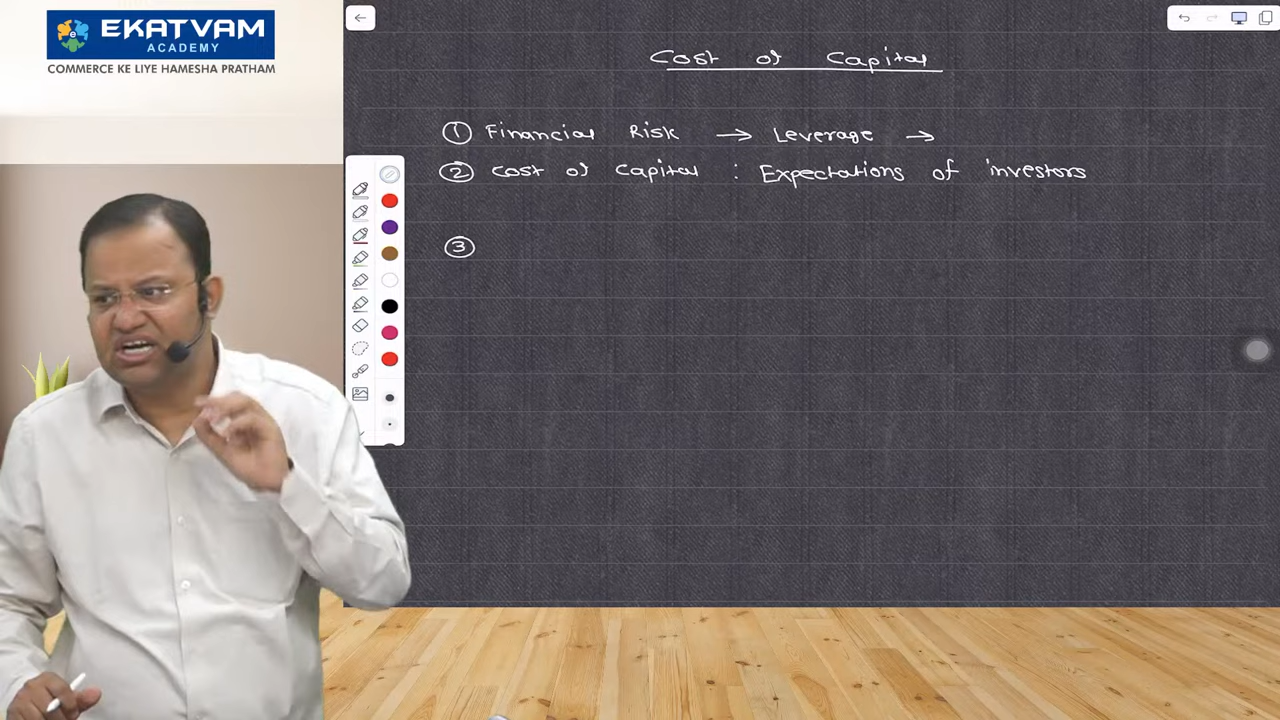 EKATVAM
ACADEMY
COMMERCE KE LIYE HAMESHA PRATHAM
Cost of Capital
① Financial Risk → Leverage →
② Cost of Capital : Expectations of investors
③